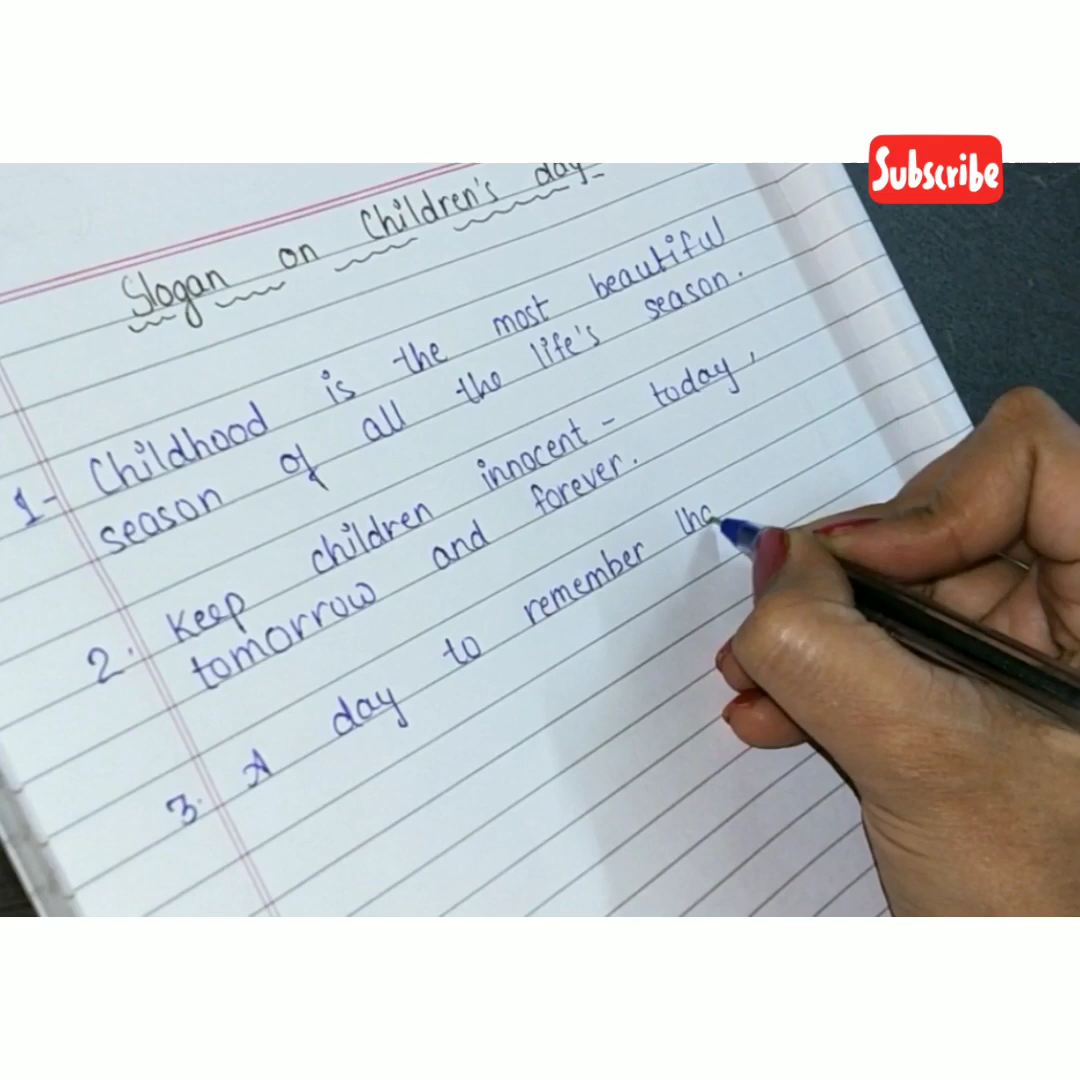 Subscribe
Slogan on Children's day
1- Childhood is the most beautiful
season of all the life's season.
2. Keep children innocent - today,
tomorrow and forever.
3. A day to remember tha